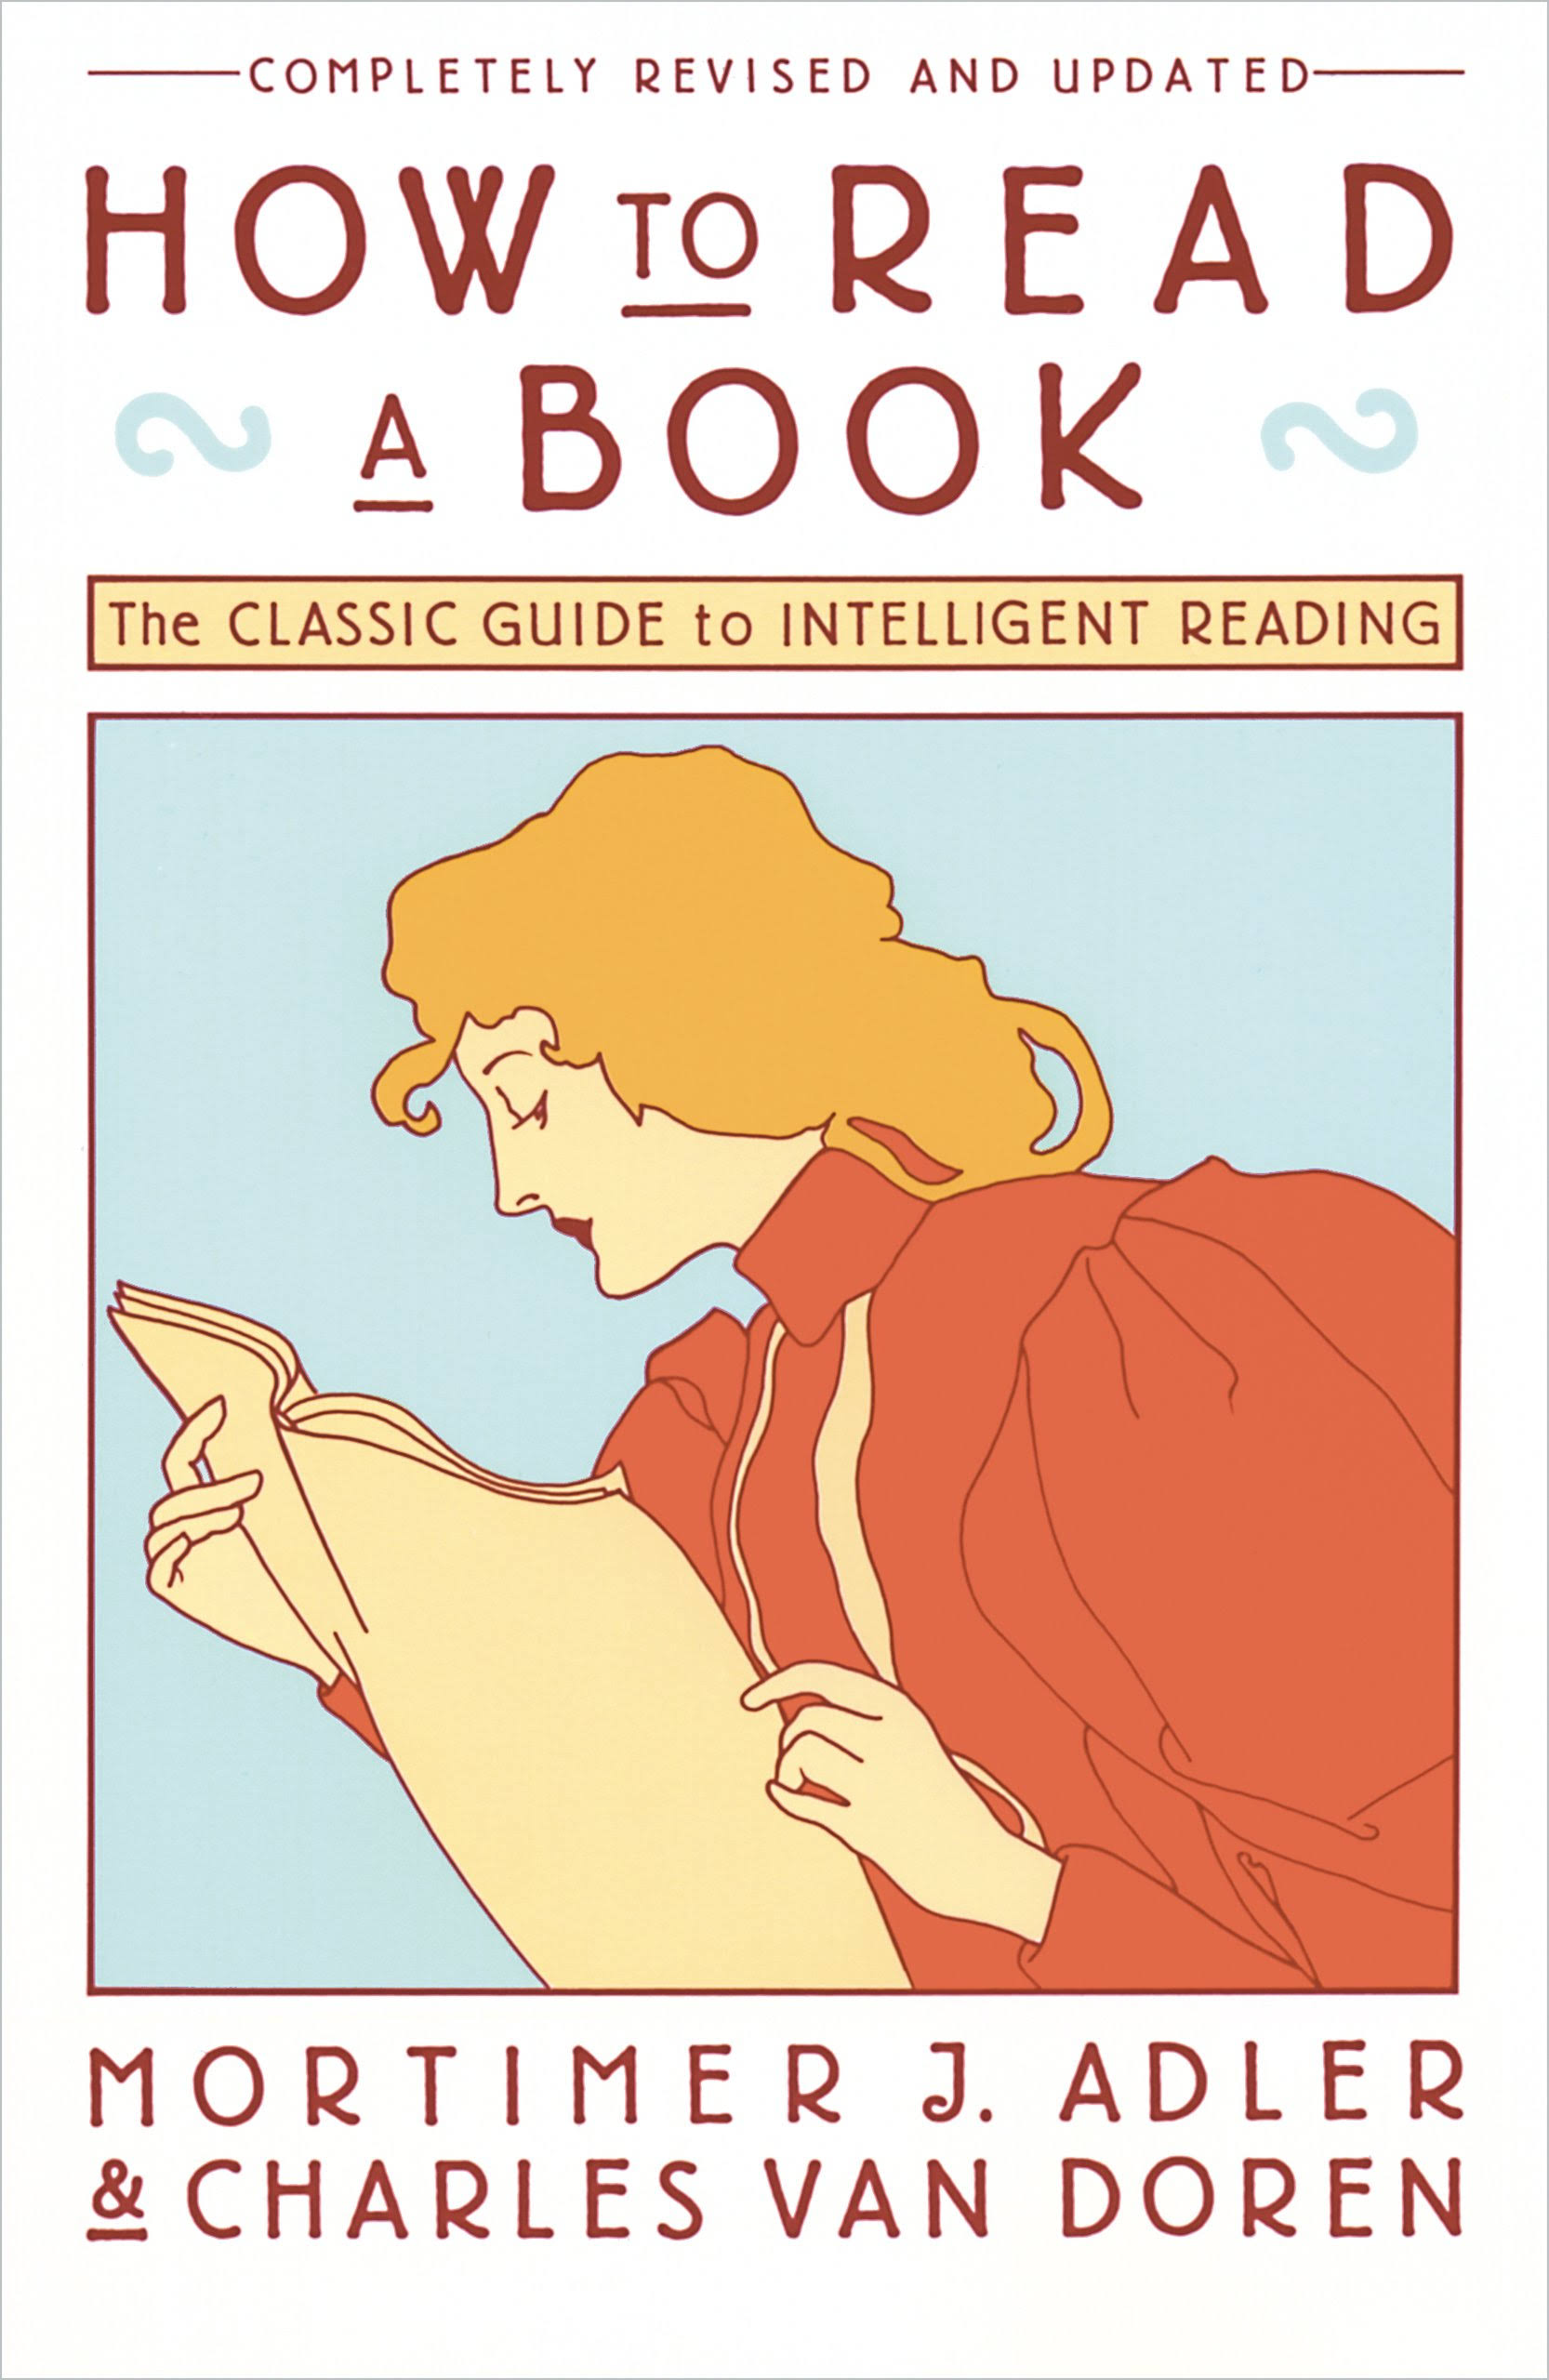 COMPLETELY REVISED AND UPDATED
HOW TO READ
A BOOK
The CLASSIC GUIDE to INTELLIGENT READING
MORTIMER J. ADLER
& CHARLES VAN DOREN